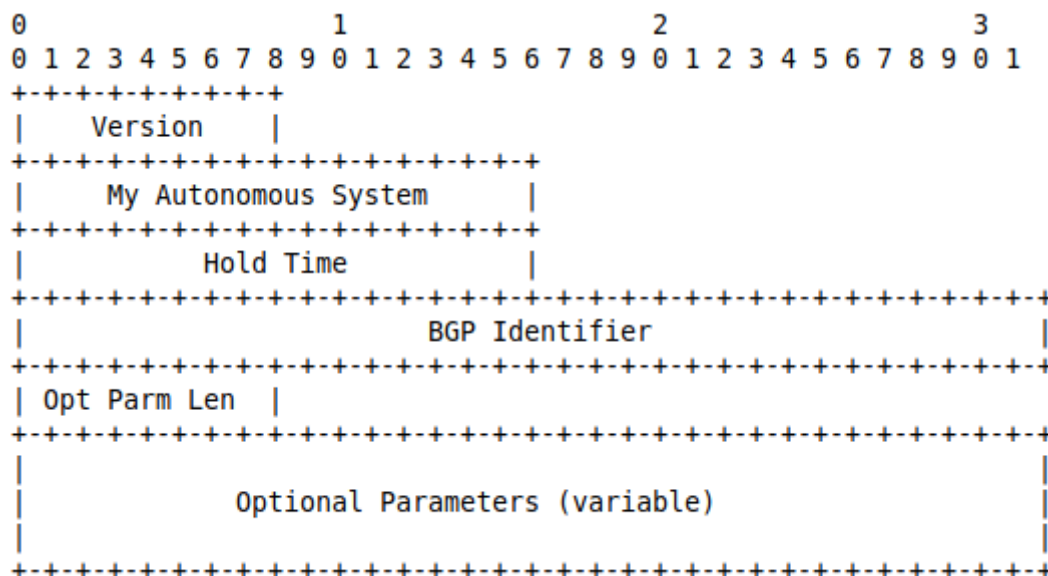 0                   1                   2                   3
0 1 2 3 4 5 6 7 8 9 0 1 2 3 4 5 6 7 8 9 0 1 2 3 4 5 6 7 8 9 0 1
+-+-+-+-+-+-+-+-+
|    Version    |
+-+-+-+-+-+-+-+-+-+-+-+-+-+-+-+-+
|     My Autonomous System      |
+-+-+-+-+-+-+-+-+-+-+-+-+-+-+-+-+
|           Hold Time           |
+-+-+-+-+-+-+-+-+-+-+-+-+-+-+-+-+-+-+-+-+-+-+-+-+-+-+-+-+-+-+-+-+
|                         BGP Identifier                        |
+-+-+-+-+-+-+-+-+-+-+-+-+-+-+-+-+-+-+-+-+-+-+-+-+-+-+-+-+-+-+-+-+
| Opt Parm Len  |
+-+-+-+-+-+-+-+-+-+-+-+-+-+-+-+-+-+-+-+-+-+-+-+-+-+-+-+-+-+-+-+-+
|                                                               |
|             Optional Parameters (variable)                    |
|                                                               |
+-+-+-+-+-+-+-+-+-+-+-+-+-+-+-+-+-+-+-+-+-+-+-+-+-+-+-+-+-+-+-+-+